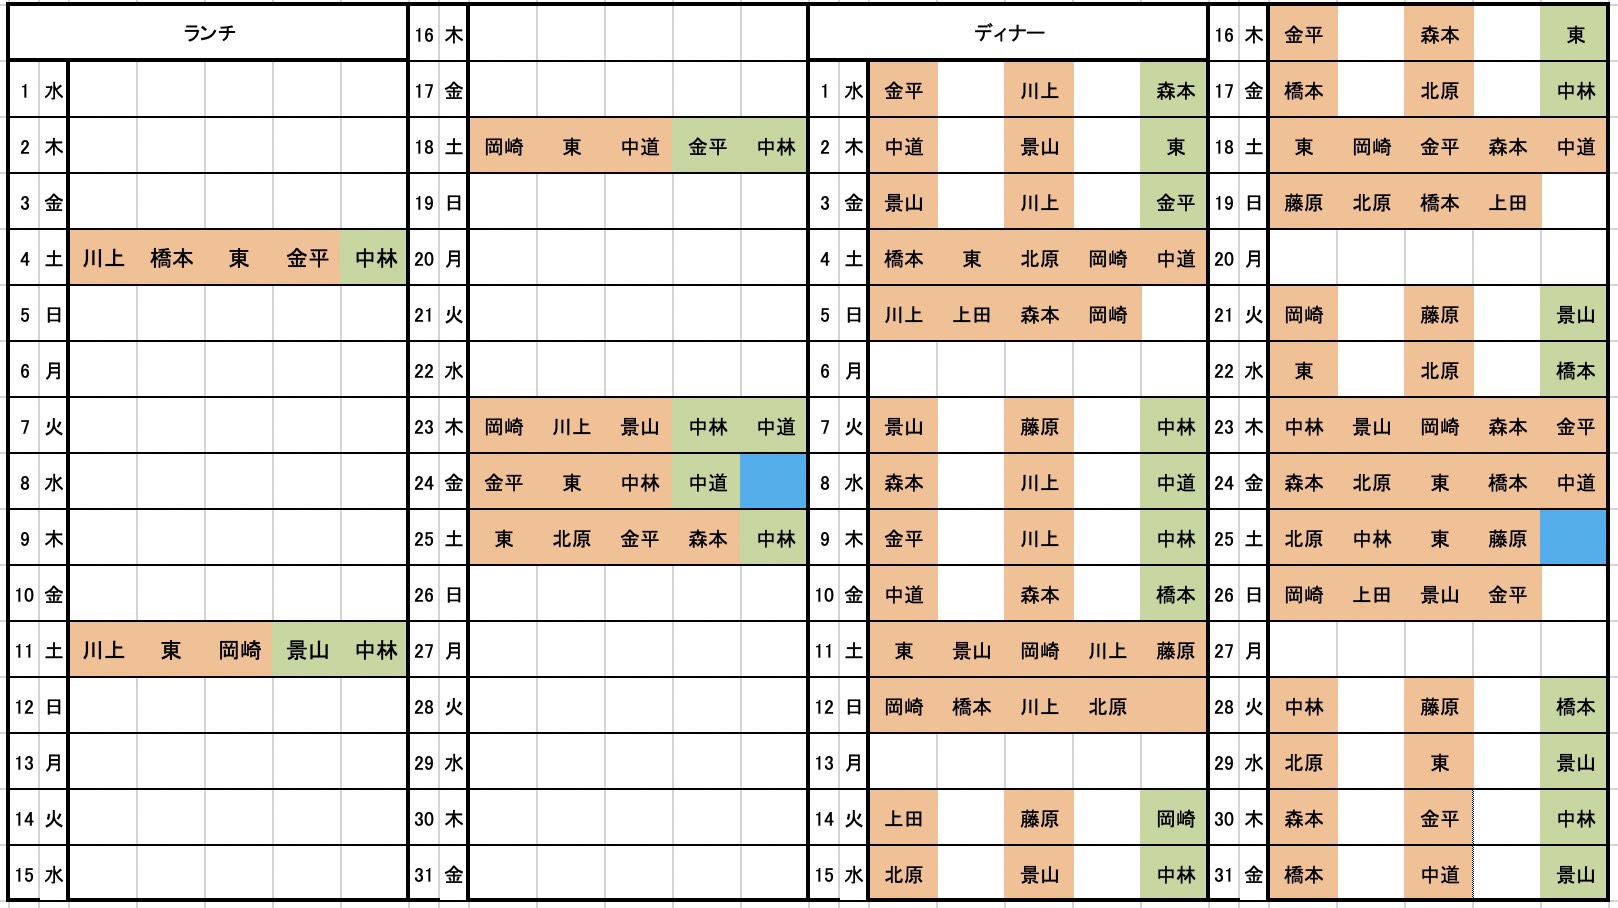 ランチ 16 木 ディナー 16 木 金平 森本 東
1 水 17 金 1 水 金平 川上 森本 17 金 橋本 北原 中林
2 木 18 土 岡崎 東 中道 金平 中林 2 木 中道 景山 東 18 土 東 岡崎 金平 森本 中道
3 金 19 日 3 金 景山 川上 金平 19 日 藤原 北原 橋本 上田
4 土 川上 橋本 東 金平 中林 20 月 4 土 橋本 東 北原 岡崎 中道 20 月
5 日 21 火 5 日 川上 上田 森本 岡崎 21 火 岡崎 藤原 景山
6 月 22 水 6 月 22 水 東 北原 橋本
7 火 23 木 岡崎 川上 景山 中林 中道 7 火 景山 藤原 中林 23 木 中林 景山 岡崎 森本 金平
8 水 24 金 金平 東 中林 中道 8 水 森本 川上 中道 24 金 森本 北原 東 橋本 中道
9 木 25 土 東 北原 金平 森本 中林 9 木 金平 川上 中林 25 土 北原 中林 東 藤原
10 金 26 日 10 金 中道 森本 橋本 26 日 岡崎 上田 景山 金平
11 土 川上 東 岡崎 景山 中林 27 月 11 土 東 景山 岡崎 川上 藤原 27 月
12 日 28 火 12 日 岡崎 橋本 川上 北原 28 火 中林 藤原 橋本
13 月 29 水 13 月 29 水 北原 東 景山
14 火 30 木 14 火 上田 藤原 岡崎 30 木 森本 金平 中林
15 水 31 金 15 水 北原 景山 中林 31 金 橋本 中道 景山